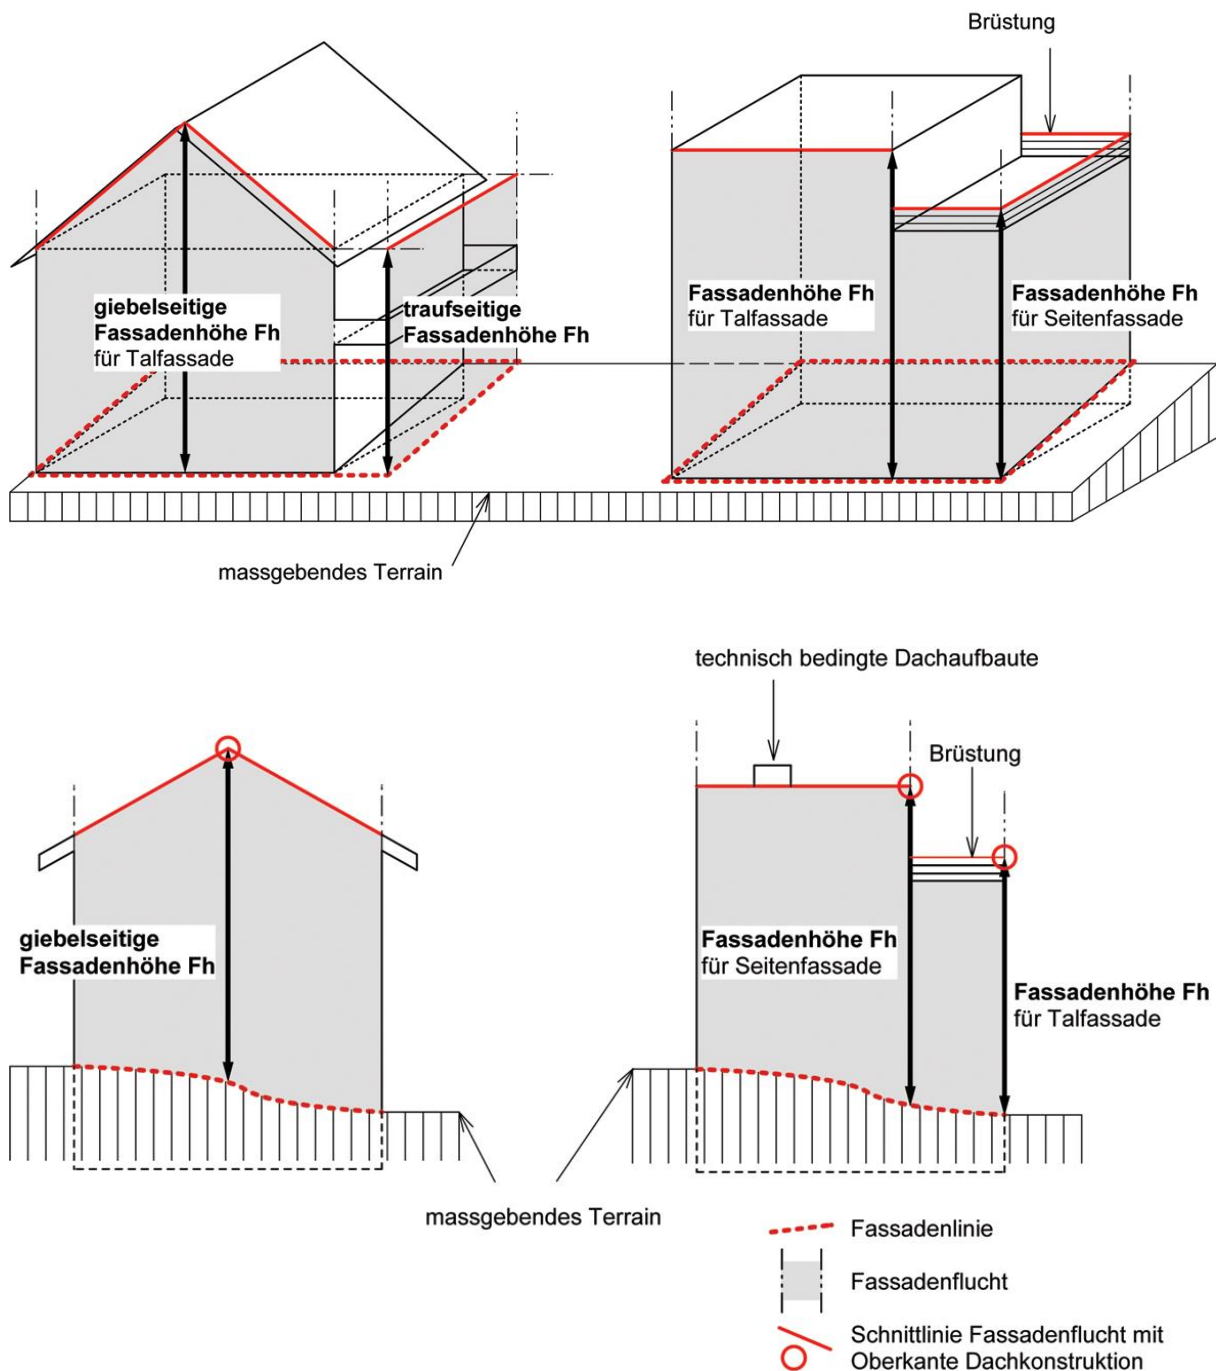 Brüstung
giebelseitige
Fassadenhöhe Fh
für Talfassade
traufseitige
Fassadenhöhe Fh
Fassadenhöhe Fh
für Talfassade
Fassadenhöhe Fh
für Seitenfassade
massgebendes Terrain
technisch bedingte Dachaufbaute
Brüstung
giebelseitige
Fassadenhöhe Fh
Fassadenhöhe Fh
für Seitenfassade
Fassadenhöhe Fh
für Talfassade
massgebendes Terrain
Fassadenlinie
Fassadenflucht
Schnittlinie Fassadenflucht mit
Oberkante Dachkonstruktion